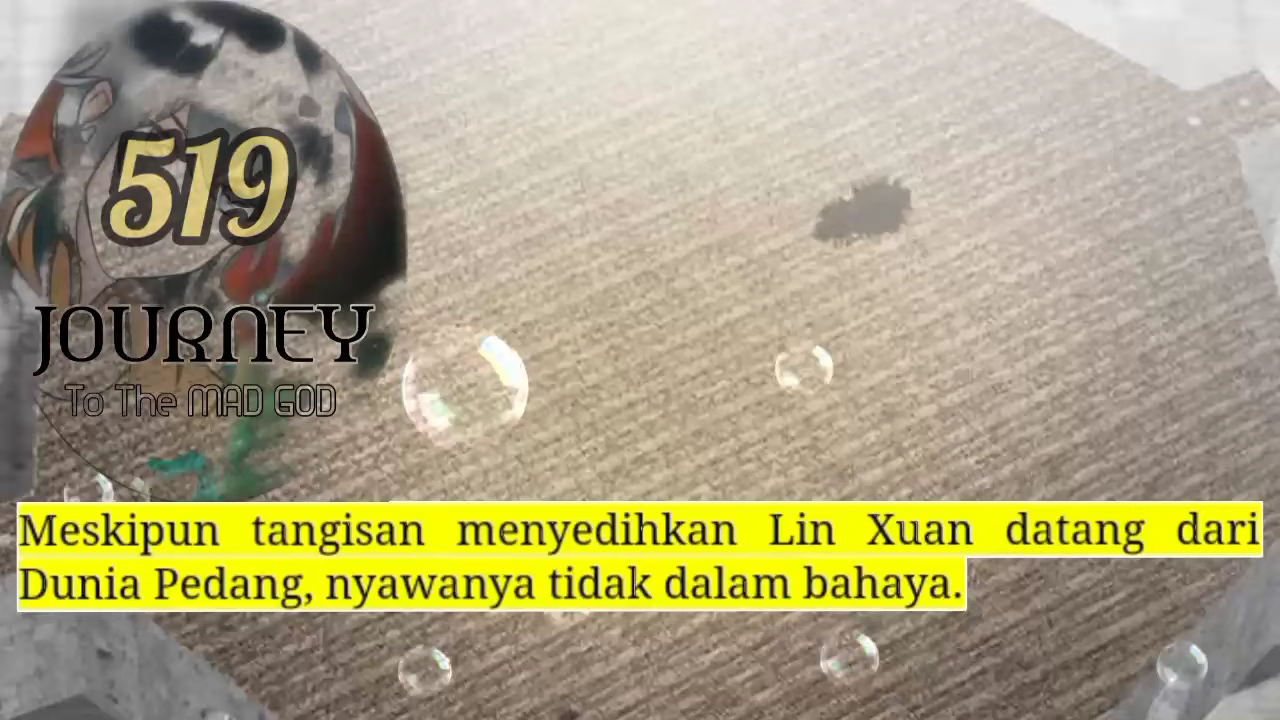 519
JOURNEY
To The MAD GOD
Meskipun tangisan menyedihkan Lin Xuan datang dari
Dunia Pedang, nyawanya tidak dalam bahaya.